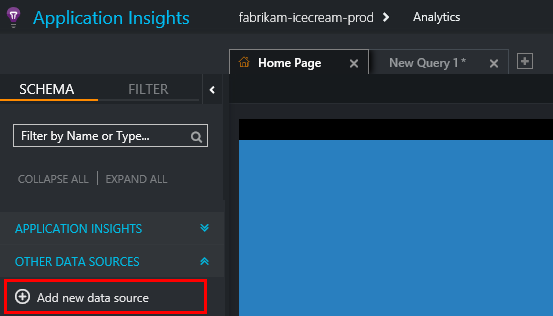 Application Insights
fabrikam-icecream-prod > Analytics
Home Page
New Query 1*
SCHEMA
FILTER
Filter by Name or Type...
COLLAPSE ALL
EXPAND ALL
APPLICATION INSIGHTS
OTHER DATA SOURCES
Add new data source